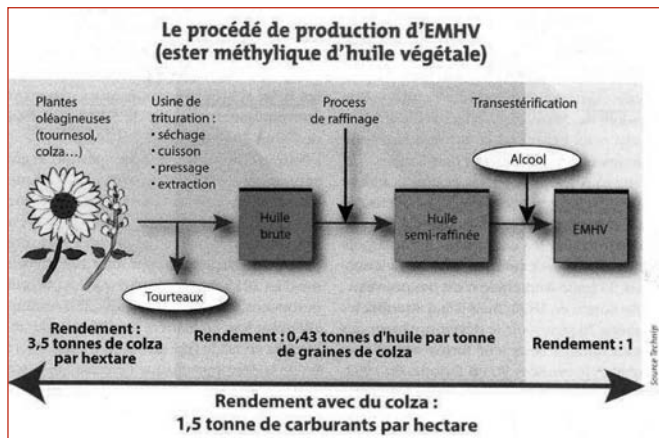 Le procédé de production d'EMHV
(ester méthylique d'huile végétale)
Plantes
oléagineuses
(tournesol,
colza…)
Usine de
trituration :
• séchage
• cuisson
• pressage
• extraction
Process
de raffinage
Transestérification
Alcool
Huile
brute
Huile
semi-raffinée
EMHV
Tourteaux
Rendement :
3,5 tonnes de colza
par hextare
Rendement : 0,43 tonnes d'huile par tonne
de graines de colza
Rendement : 1
Rendement avec du colza :
1,5 tonne de carburants par hectare
Source Technip